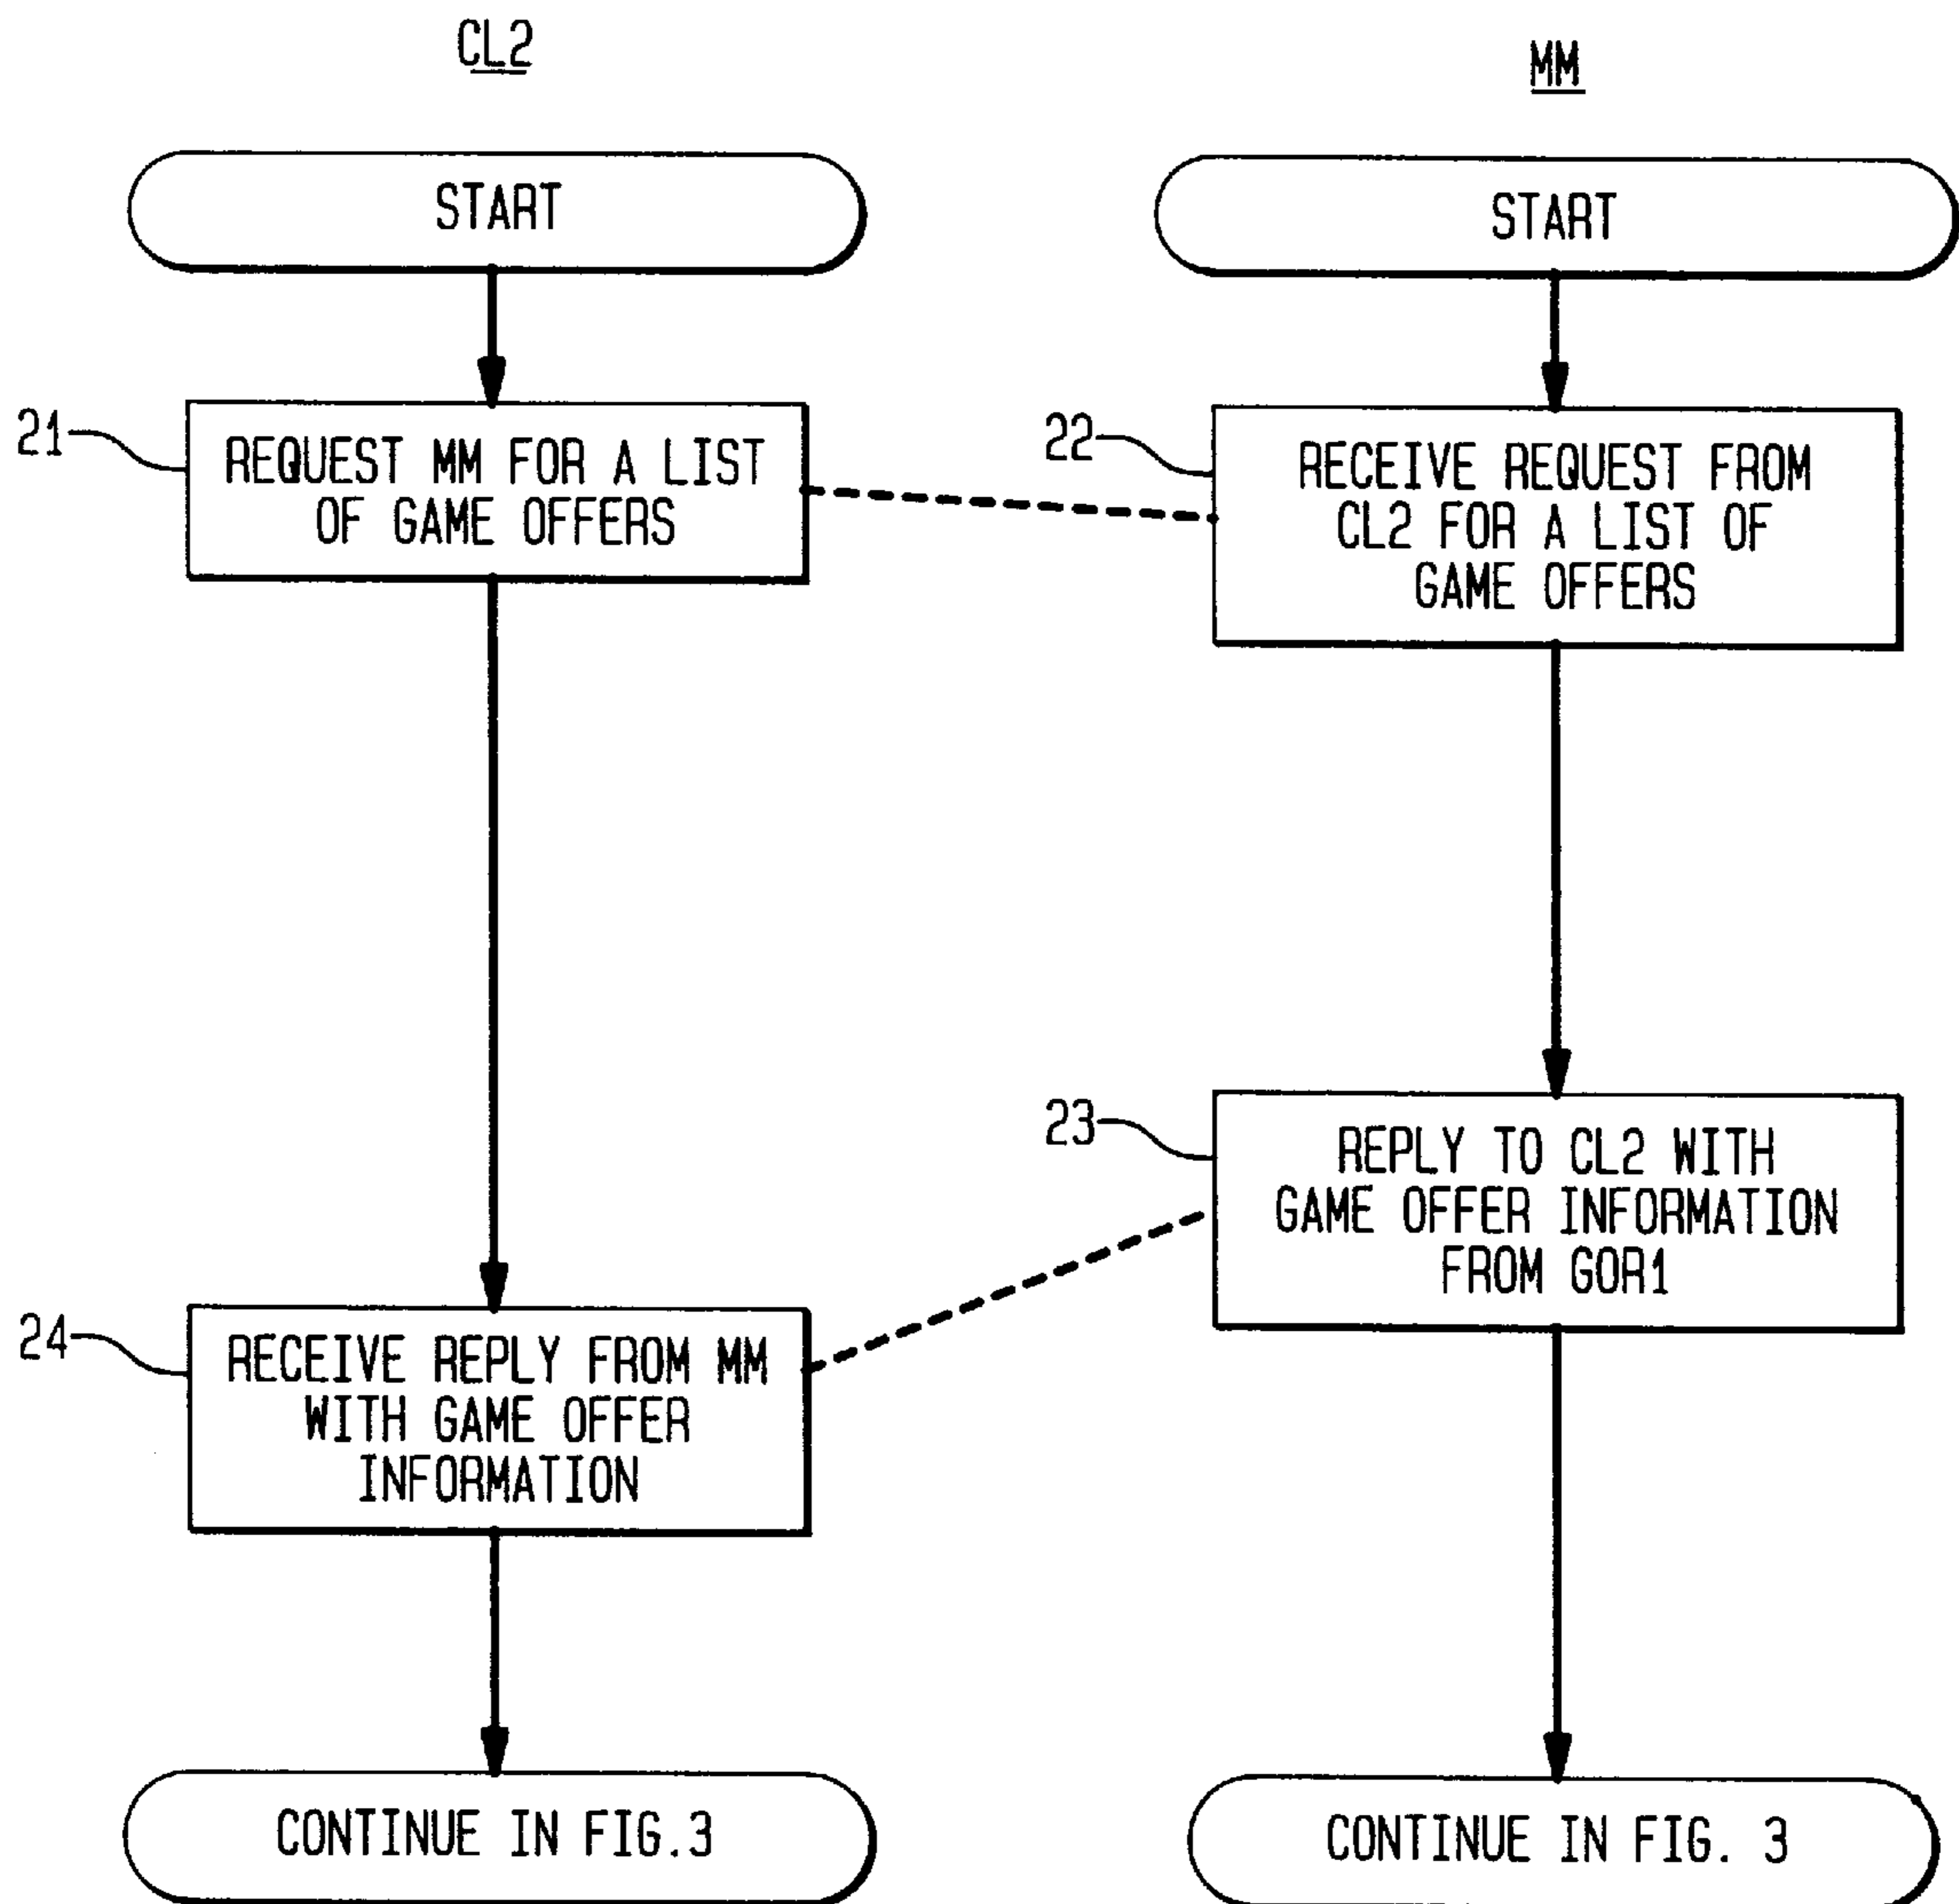 CL2
MM
START
START
21
REQUEST MM FOR A LIST
OF GAME OFFERS
22
RECEIVE REQUEST FROM
CL2 FOR A LIST OF
GAME OFFERS
23
REPLY TO CL2 WITH
GAME OFFER INFORMATION
FROM GOR1
24
RECEIVE REPLY FROM MM
WITH GAME OFFER
INFORMATION
CONTINUE IN FIG.3
CONTINUE IN FIG. 3